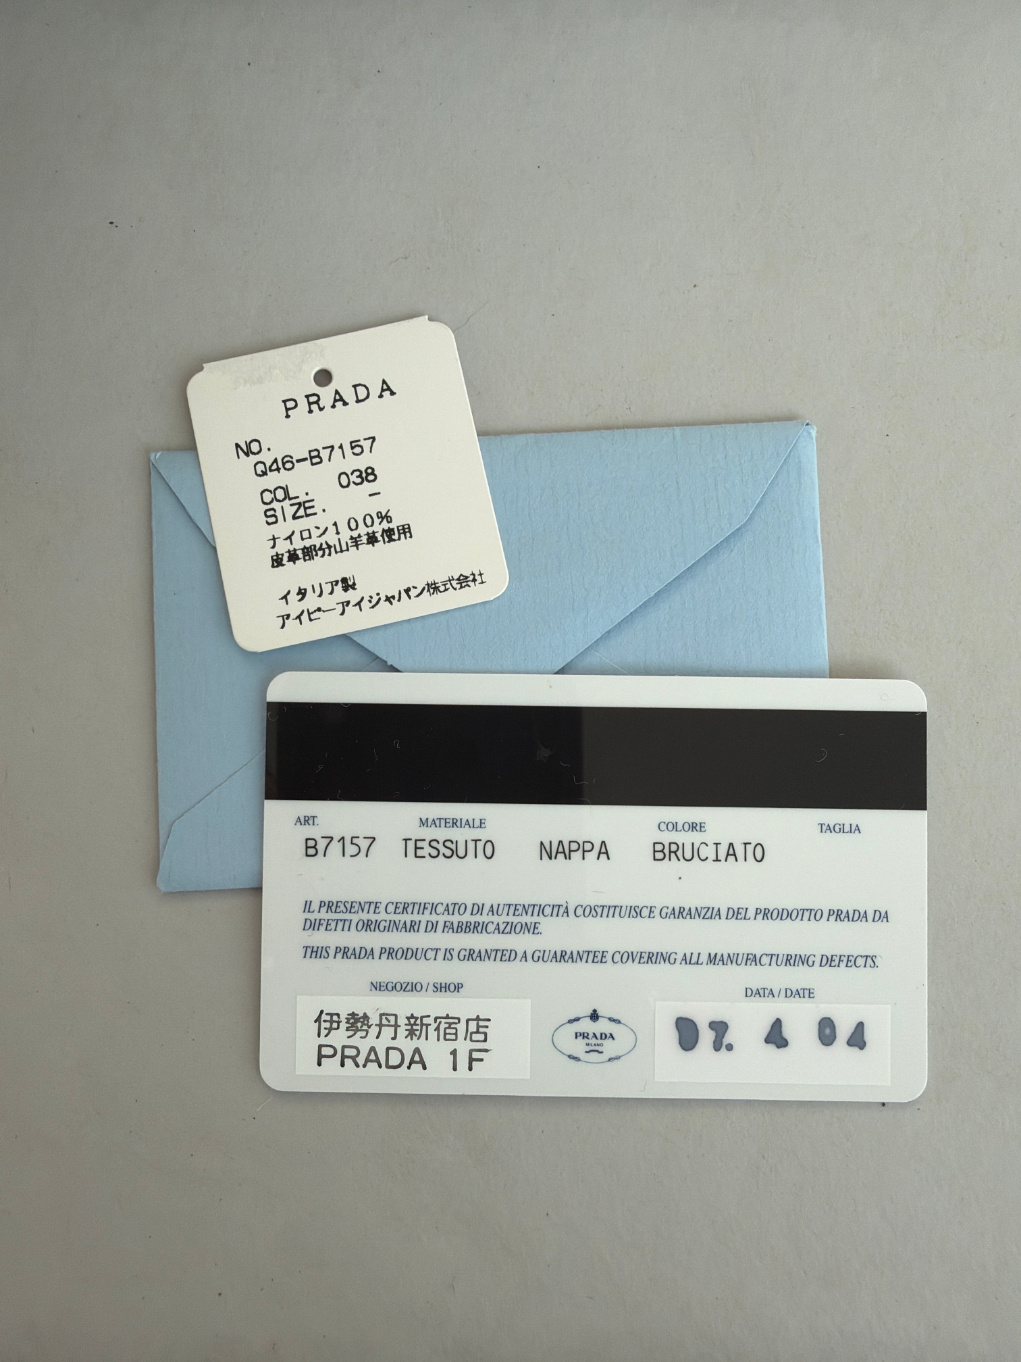 PRADA
NO.
Q46-B7157
COL. 038
SIZE. -
ナイロン100%
皮革部分山羊革使用
イタリア製
アイピーアイジャパン株式会社
ART. MATERIALE COLORE TAGLIA
B7157 TESSUTO NAPPA BRUCIATO
IL PRESENTE CERTIFICATO DI AUTENTICITÀ COSTITUISCE GARANZIA DEL PRODOTTO PRADA DA
DIFETTI ORIGINARI DI FABBRICAZIONE.
THIS PRADA PRODUCT IS GRANTED A GUARANTEE COVERING ALL MANUFACTURING DEFECTS.
NEGOZIO / SHOP
DATA / DATE
伊勢丹新宿店
PRADA 1F
PRADA
MILANO
07. 4 04